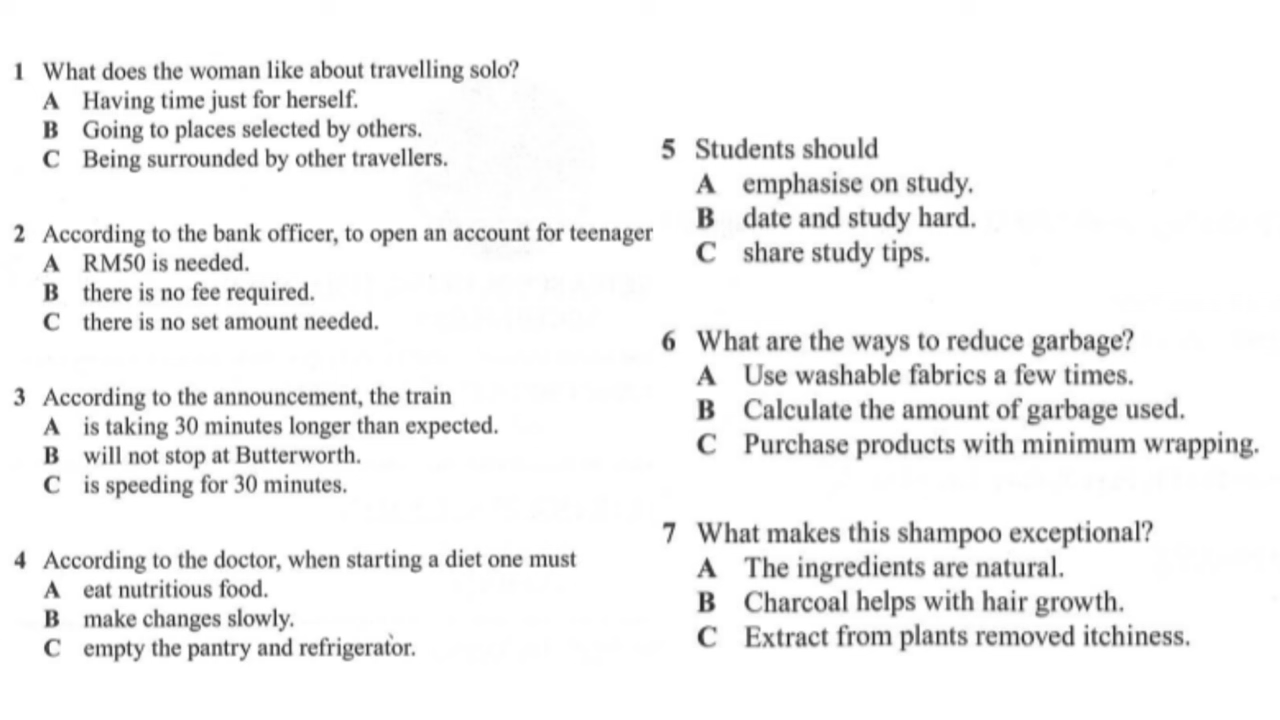 1 What does the woman like about travelling solo?
A Having time just for herself.
B Going to places selected by others.
C Being surrounded by other travellers.
2 According to the bank officer, to open an account for teenager
A RM50 is needed.
B there is no fee required.
C there is no set amount needed.
3 According to the announcement, the train
A is taking 30 minutes longer than expected.
B will not stop at Butterworth.
C is speeding for 30 minutes.
4 According to the doctor, when starting a diet one must
A eat nutritious food.
B make changes slowly.
C empty the pantry and refrigerator.
5 Students should
A emphasise on study.
B date and study hard.
C share study tips.
6 What are the ways to reduce garbage?
A Use washable fabrics a few times.
B Calculate the amount of garbage used.
C Purchase products with minimum wrapping.
7 What makes this shampoo exceptional?
A The ingredients are natural.
B Charcoal helps with hair growth.
C Extract from plants removed itchiness.